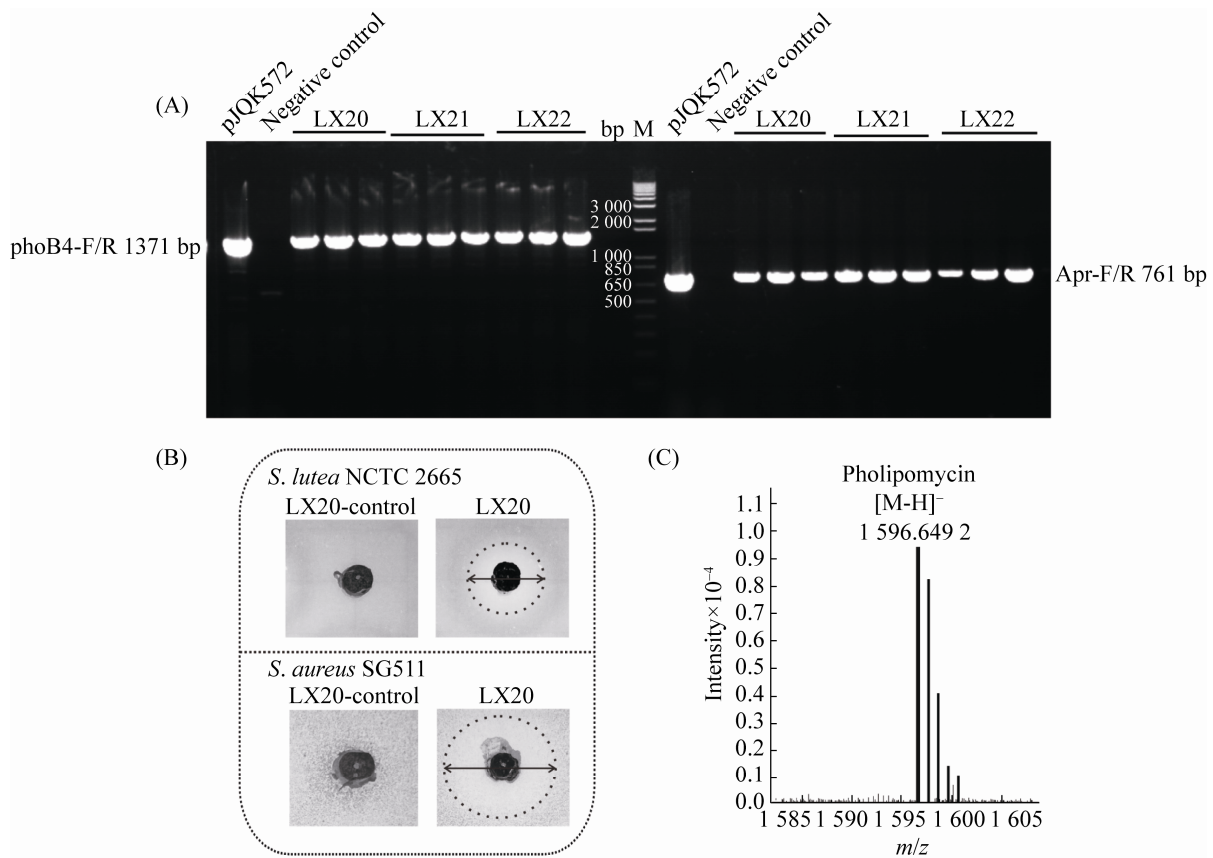 (A)
pJQK572
Negative control
LX20
LX21
LX22
bp M
pJQK572
Negative control
LX20
LX21
LX22
phoB4-F/R 1371 bp
3 000
2 000
1 000
850
650
500
Apr-F/R 761 bp
(B)
S. lutea NCTC 2665
LX20-control
LX20
S. aureus SG511
LX20-control
LX20
(C)
Pholipomycin
[M-H]⁻
1 596.649 2
Intensity×10⁻⁴
1.1
1.0
0.9
0.8
0.7
0.6
0.5
0.4
0.3
0.2
0.1
0.0
1 585 1 590 1 595 1 600 1 605
m/z